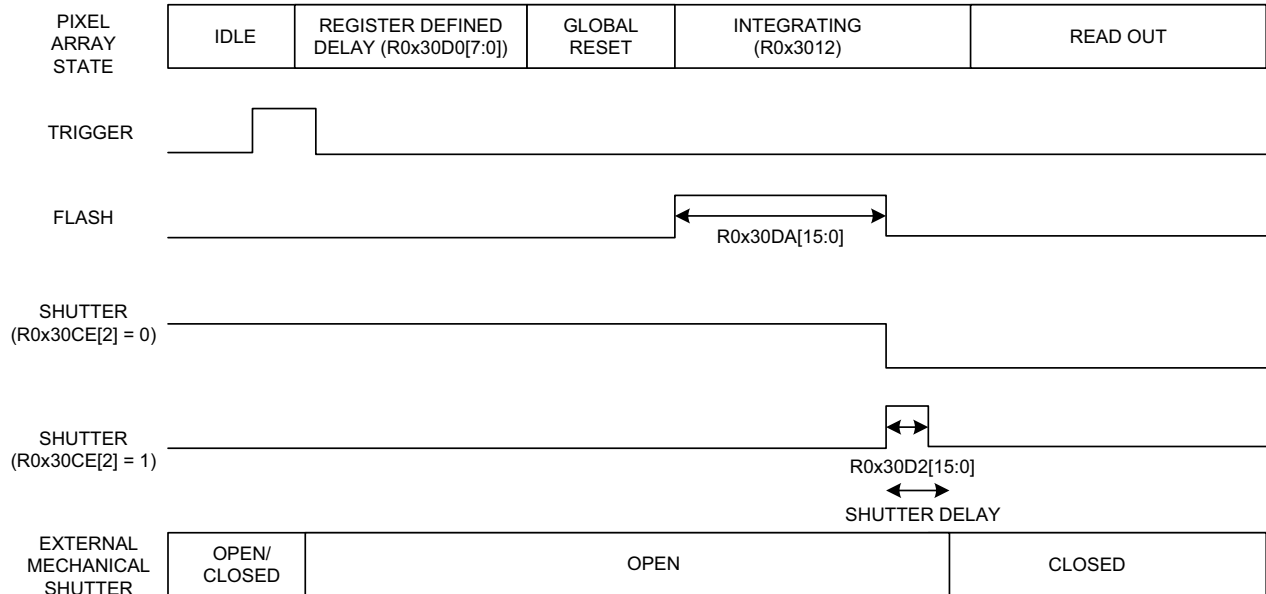 PIXEL
ARRAY
STATE
IDLE
REGISTER DEFINED
DELAY (R0x30D0[7:0])
GLOBAL
RESET
INTEGRATING
(R0x3012)
READ OUT
TRIGGER
FLASH
R0x30DA[15:0]
SHUTTER
(R0x30CE[2] = 0)
SHUTTER
(R0x30CE[2] = 1)
R0x30D2[15:0]
SHUTTER DELAY
EXTERNAL
MECHANICAL
SHUTTER
OPEN/
CLOSED
OPEN
CLOSED